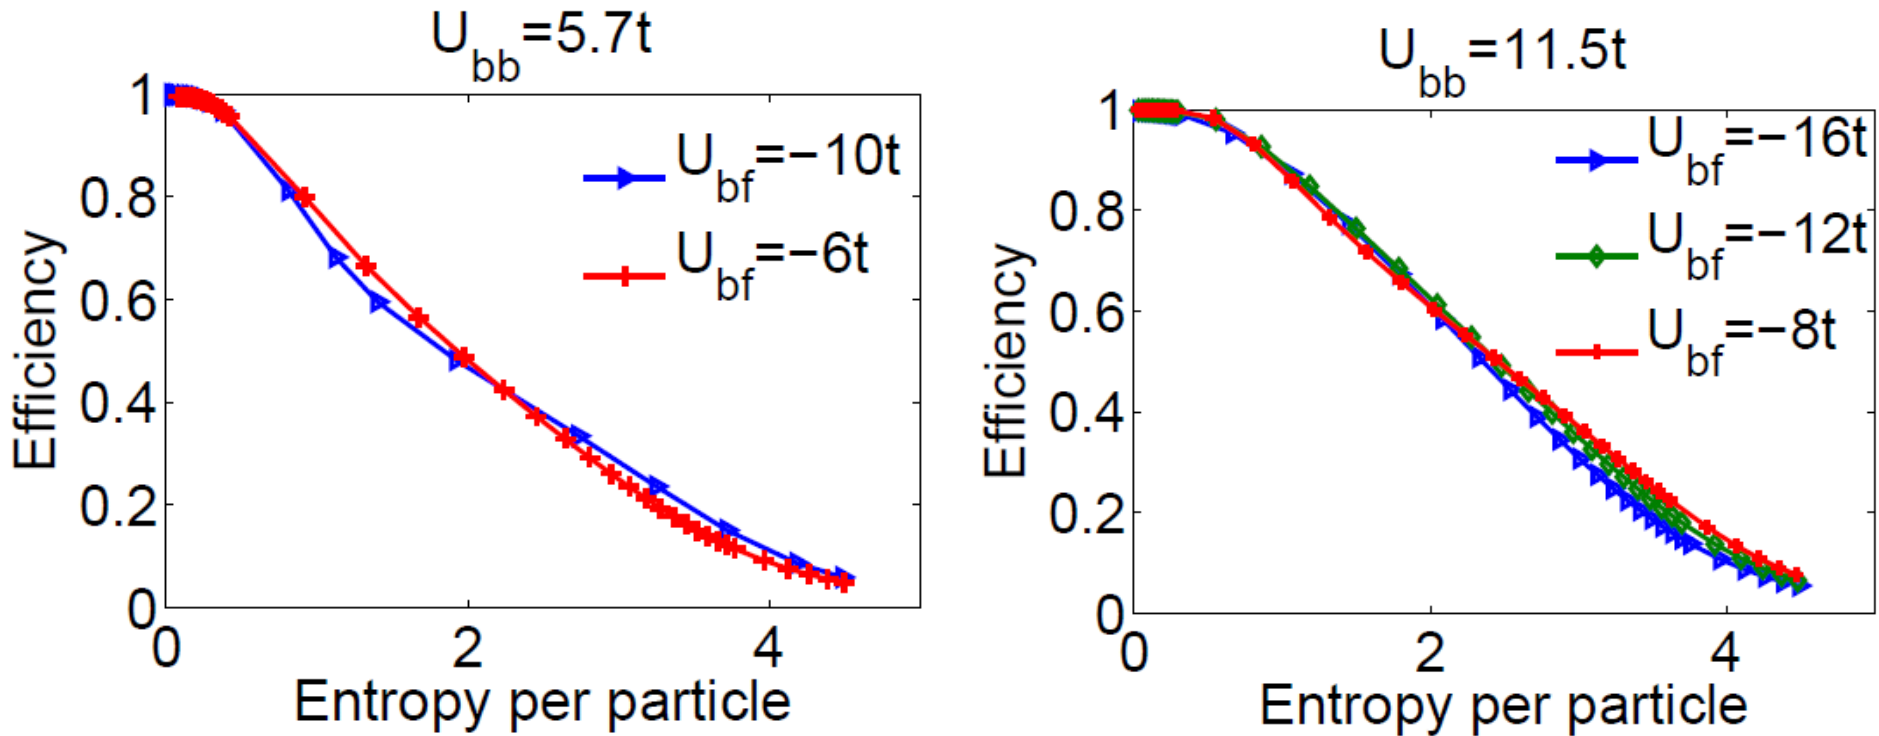 U_bb=5.7t
1
0.8
0.6
0.4
0.2
0
0
2
4
Efficiency
Entropy per particle
U_bf=−10t
U_bf=−6t
U_bb=11.5t
1
0.8
0.6
0.4
0.2
0
0
2
4
Efficiency
Entropy per particle
U_bf=−16t
U_bf=−12t
U_bf=−8t